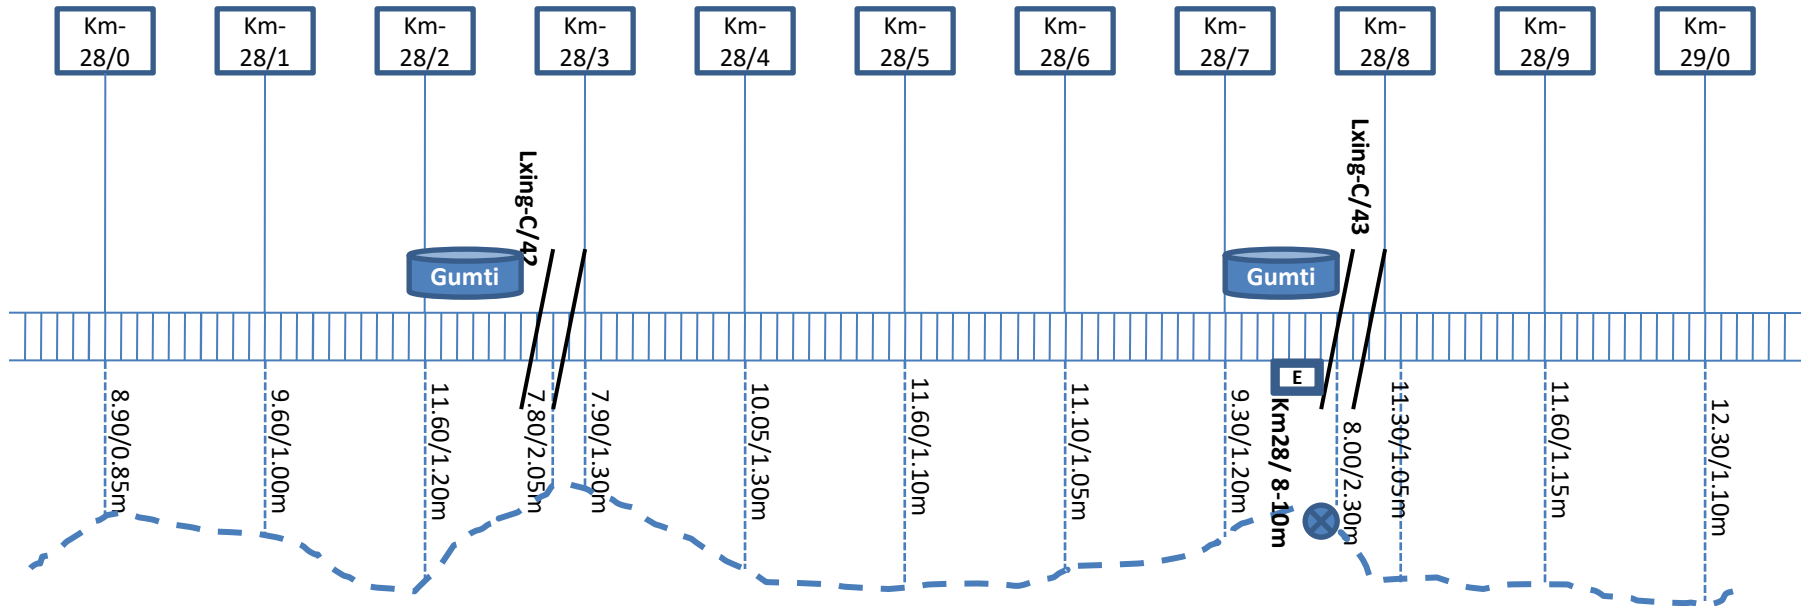 Km-
28/0
Km-
28/1
Km-
28/2
Km-
28/3
Km-
28/4
Km-
28/5
Km-
28/6
Km-
28/7
Km-
28/8
Km-
28/9
Km-
29/0
Lxing-C/42
Lxing-C/43
Gumti
Gumti
E
8.90/0.85m
9.60/1.00m
11.60/1.20m
7.80/2.05m
7.90/1.30m
10.05/1.30m
11.60/1.10m
11.10/1.05m
9.30/1.20m
Km28/ 8-10m
8.00/2.30m
11.30/1.05m
11.60/1.15m
12.30/1.10m